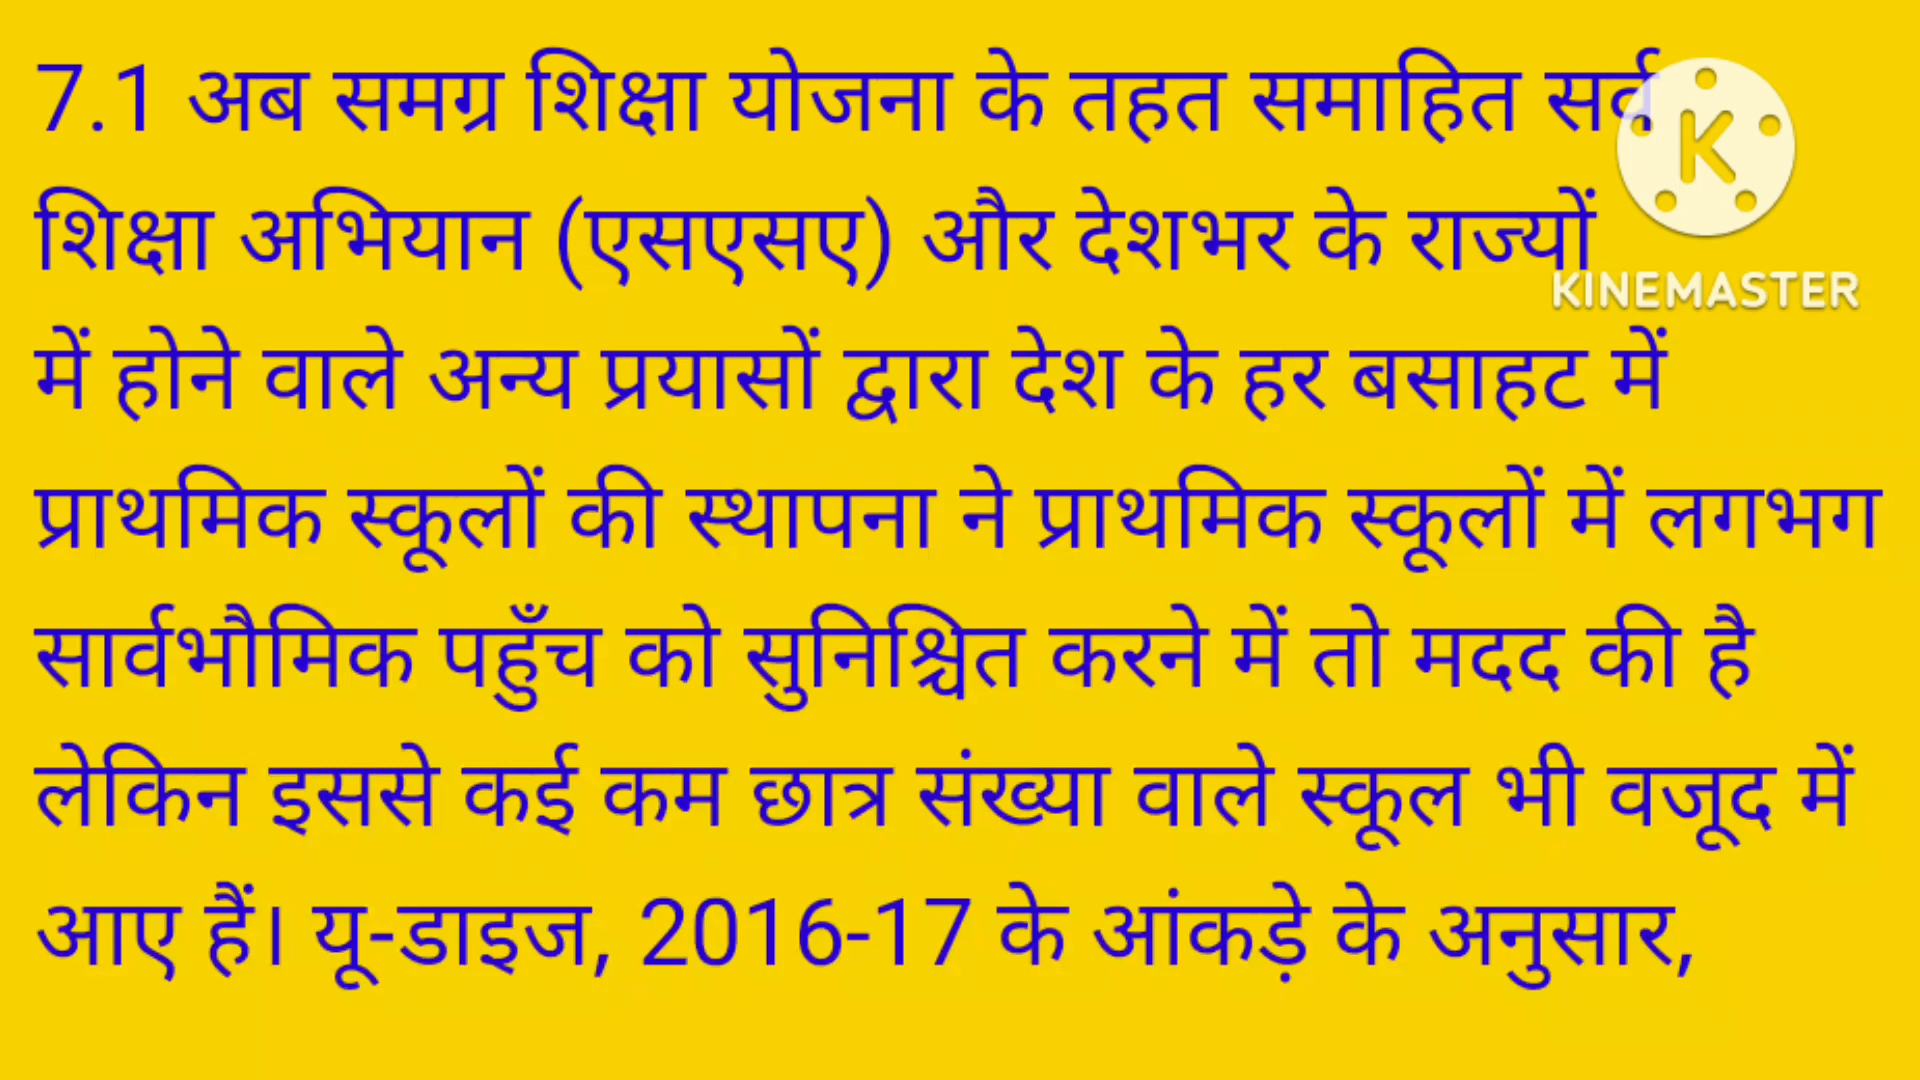 7.1 अब समग्र शिक्षा योजना के तहत समाहित सर्व
शिक्षा अभियान (एसएसए) और देशभर के राज्यों
KINEMASTER
में होने वाले अन्य प्रयासों द्वारा देश के हर बसाहट में
प्राथमिक स्कूलों की स्थापना ने प्राथमिक स्कूलों में लगभग
सार्वभौमिक पहुँच को सुनिश्चित करने में तो मदद की है
लेकिन इससे कई कम छात्र संख्या वाले स्कूल भी वजूद में
आए हैं। यू-डाइज, 2016-17 के आंकड़े के अनुसार,